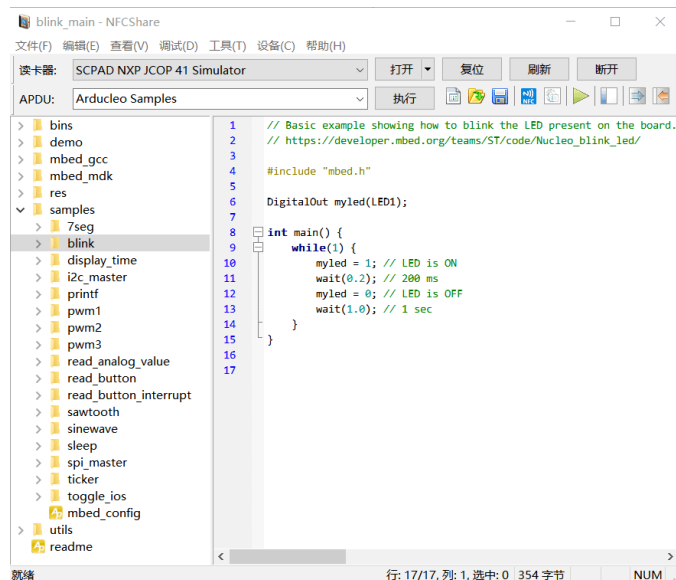 blink_main - NFCShare
文件(F) 编辑(E) 查看(V) 调试(D) 工具(T) 设备(C) 帮助(H)
读卡器: SCPAD NXP JCOP 41 Simulator 打开 复位 刷新 断开
APDU: Arducleo Samples 执行
bins
demo
mbed_gcc
mbed_mdk
res
samples
7seg
blink
display_time
i2c_master
printf
pwm1
pwm2
pwm3
read_analog_value
read_button
read_button_interrupt
sawtooth
sinewave
sleep
spi_master
ticker
toggle_ios
mbed_config
utils
readme
1 // Basic example showing how to blink the LED present on the board.
2 // https://developer.mbed.org/teams/ST/code/Nucleo_blink_led/
3
4 #include "mbed.h"
5
6 DigitalOut myled(LED1);
7
8 int main() {
9 while(1) {
10 myled = 1; // LED is ON
11 wait(0.2); // 200 ms
12 myled = 0; // LED is OFF
13 wait(1.0); // 1 sec
14 }
15 }
16
17
就绪 行: 17/17, 列: 1, 选中: 0 354 字节 NUM